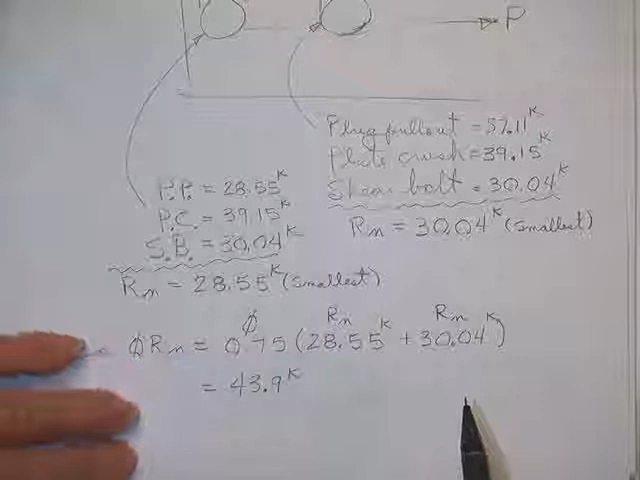 P
Plug pullout = 57.11ᴷ
Plate crush = 39.15ᴷ
Shear bolt = 30.04ᴷ
Rn = 30.04ᴷ (smallest)
P.P. = 28.55ᴷ
P.C. = 39.15ᴷ
S.B. = 30.04ᴷ
Rn = 28.55ᴷ (smallest)
ϕ Rn Rn
ϕRn = 0.75 (28.55ᴷ + 30.04ᴷ)
= 43.9ᴷ